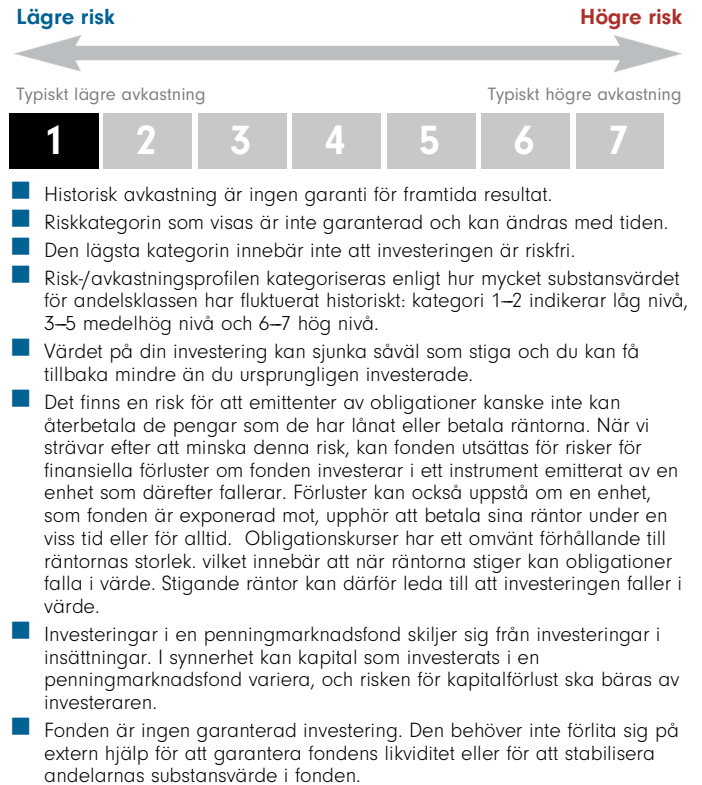 Lägre risk Högre risk
Typiskt lägre avkastning Typiskt högre avkastning
1 2 3 4 5 6 7
Historisk avkastning är ingen garanti för framtida resultat.
Riskkategorin som visas är inte garanterad och kan ändras med tiden.
Den lägsta kategorin innebär inte att investeringen är riskfri.
Risk-/avkastningsprofilen kategoriseras enligt hur mycket substansvärdet
för andelsklassen har fluktuerat historiskt: kategori 1–2 indikerar låg nivå,
3–5 medelhög nivå och 6–7 hög nivå.
Värdet på din investering kan sjunka såväl som stiga och du kan få
tillbaka mindre än du ursprungligen investerade.
Det finns en risk för att emittenter av obligationer kanske inte kan
återbetala de pengar som de har lånat eller betala räntorna. När vi
strävar efter att minska denna risk, kan fonden utsättas för risker för
finansiella förluster om fonden investerar i ett instrument emitterat av en
enhet som därefter fallerar. Förluster kan också uppstå om en enhet,
som fonden är exponerad mot, upphör att betala sina räntor under en
viss tid eller för alltid. Obligationskurser har ett omvänt förhållande till
räntornas storlek. vilket innebär att när räntorna stiger kan obligationer
falla i värde. Stigande räntor kan därför leda till att investeringen faller i
värde.
Investeringar i en penningmarknadsfond skiljer sig från investeringar i
insättningar. I synnerhet kan kapital som investerats i en
penningmarknadsfond variera, och risken för kapitalförlust ska bäras av
investeraren.
Fonden är ingen garanterad investering. Den behöver inte förlita sig på
extern hjälp för att garantera fondens likviditet eller för att stabilisera
andelarnas substansvärde i fonden.